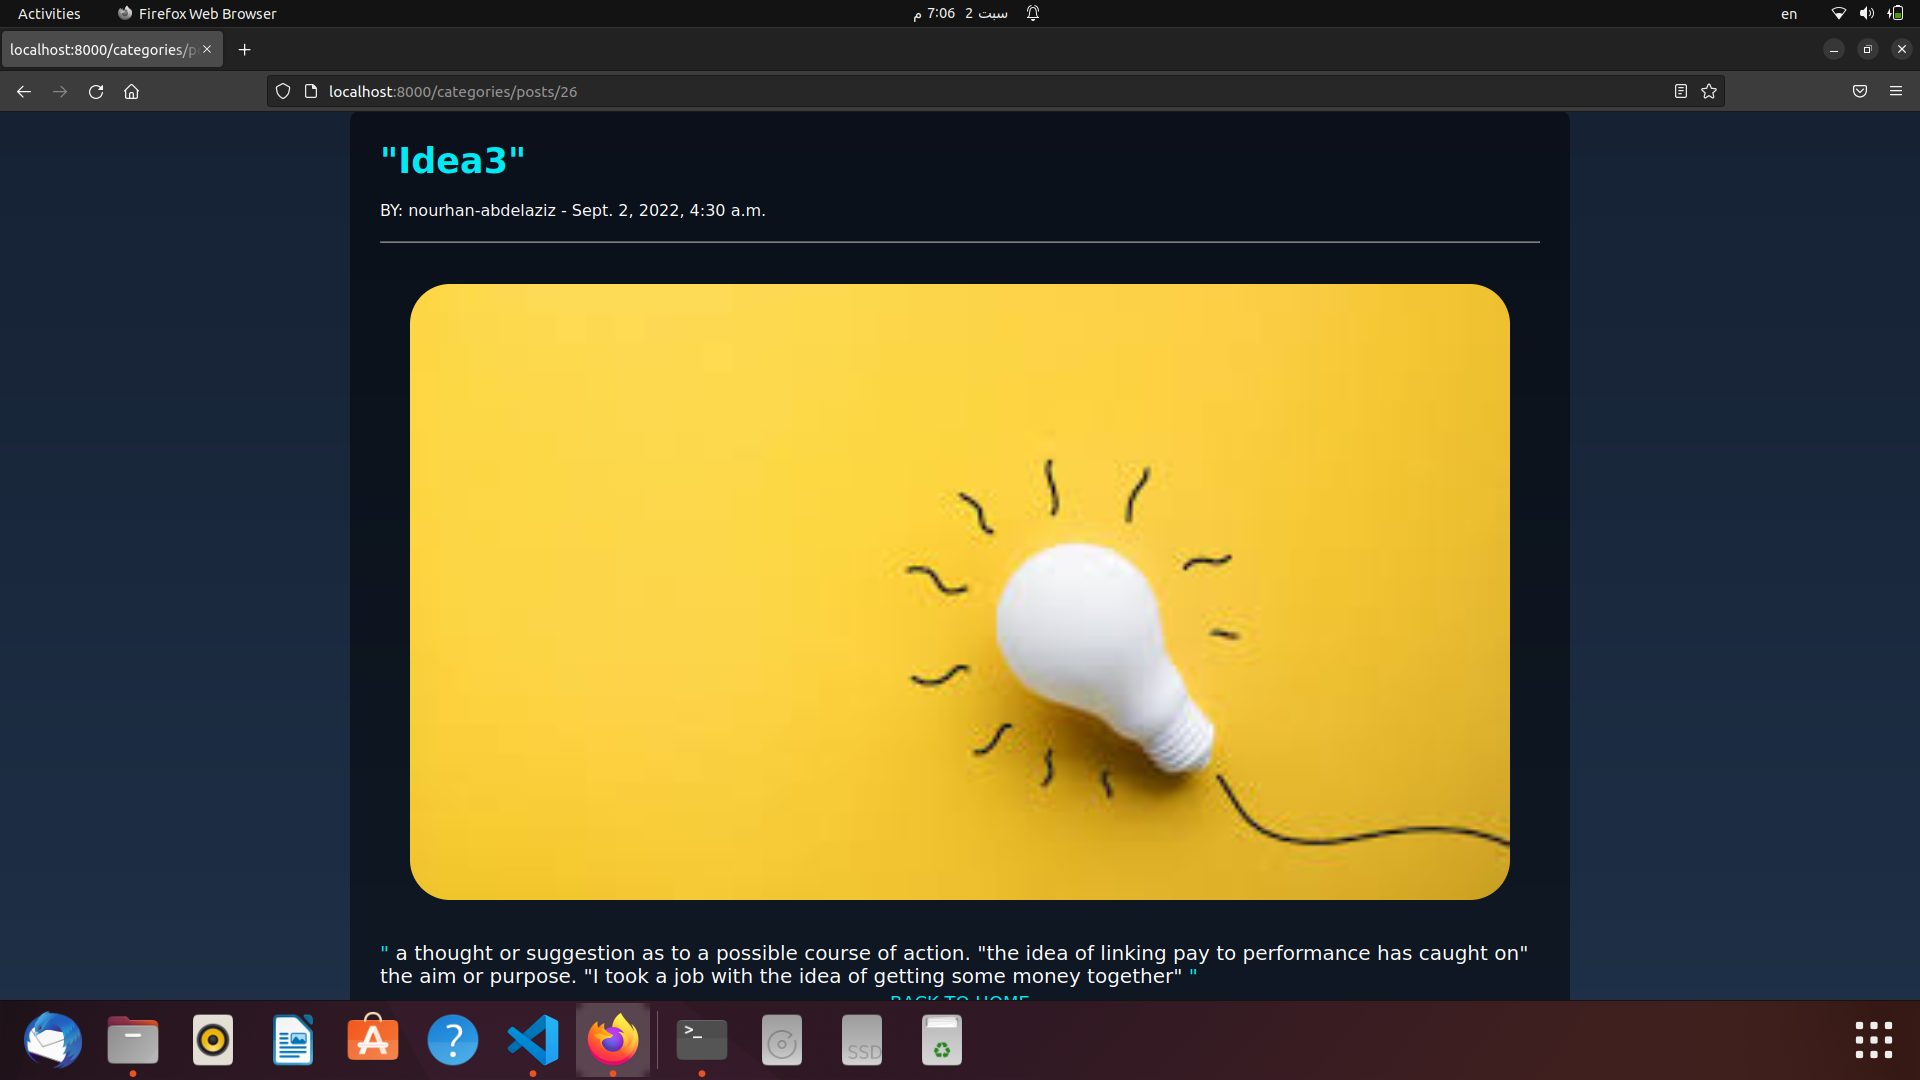 Activities
Firefox Web Browser
سبت 2 7:06 م
en
localhost:8000/categories/p
localhost:8000/categories/posts/26
"Idea3"
BY: nourhan-abdelaziz - Sept. 2, 2022, 4:30 a.m.
" a thought or suggestion as to a possible course of action. "the idea of linking pay to performance has caught on"
the aim or purpose. "I took a job with the idea of getting some money together" "
BACK TO HOME
>_
SSD